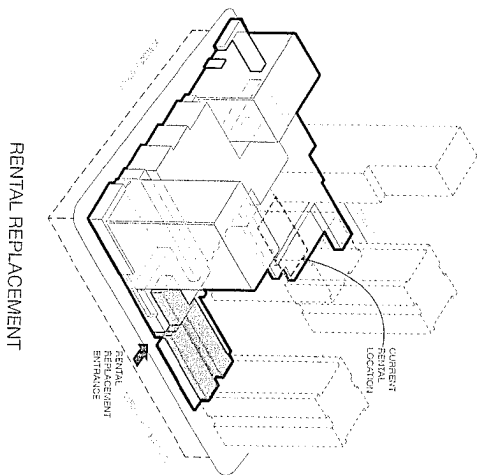 CURRENT
RENTAL
LOCATION
RENTAL
REPLACEMENT
ENTRANCE
RENTAL REPLACEMENT